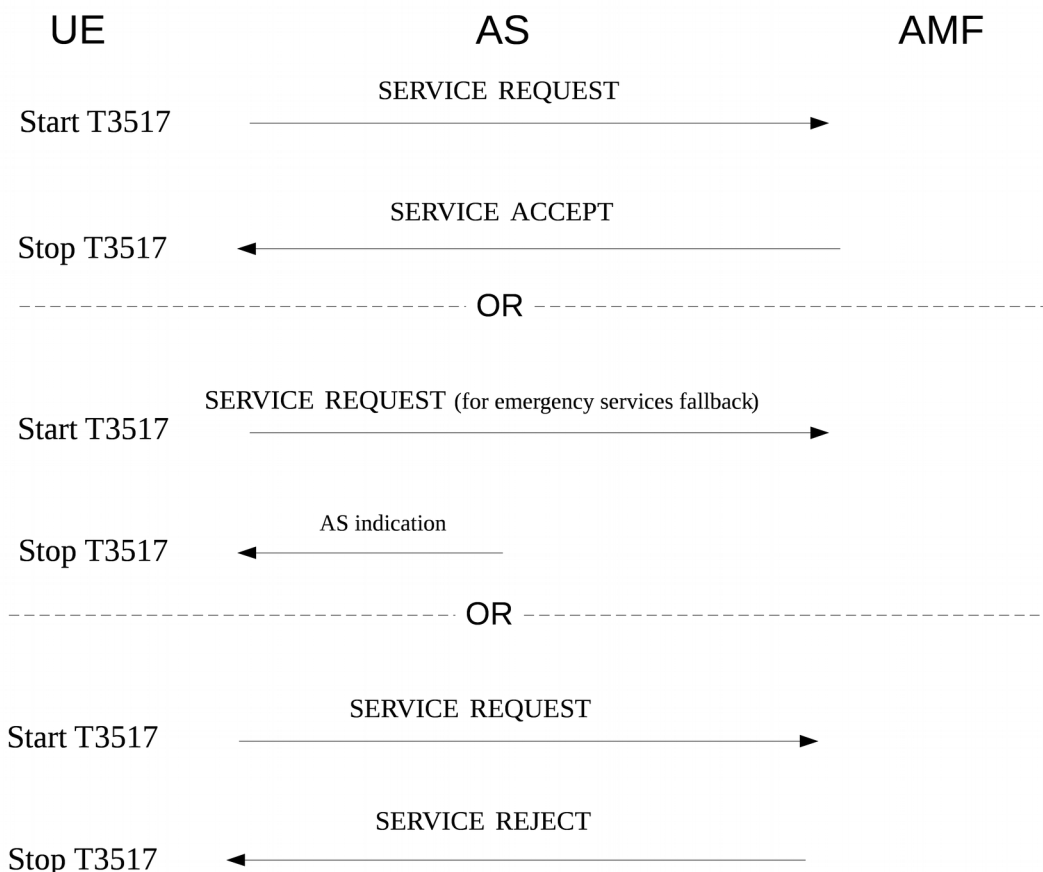 UE AS AMF
SERVICE REQUEST
Start T3517
SERVICE ACCEPT
Stop T3517
OR
SERVICE REQUEST (for emergency services fallback)
Start T3517
AS indication
Stop T3517
OR
SERVICE REQUEST
Start T3517
SERVICE REJECT
Stop T3517